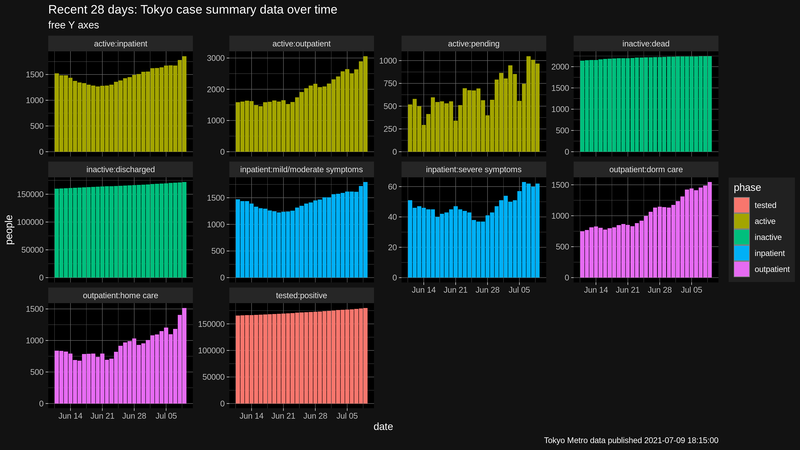 Recent 28 days: Tokyo case summary data over time
free Y axes
active:inpatient
active:outpatient
active:pending
inactive:dead
1500
1000
500
0
3000
2000
1000
0
1000
750
500
250
0
2000
1500
1000
500
0
inactive:discharged
inpatient:mild/moderate symptoms
inpatient:severe symptoms
outpatient:dorm care
150000
100000
50000
0
1500
1000
500
0
60
40
20
0
1500
1000
500
0
Jun 14 Jun 21 Jun 28 Jul 05
Jun 14 Jun 21 Jun 28 Jul 05
outpatient:home care
tested:positive
1500
1000
500
0
150000
100000
50000
0
Jun 14 Jun 21 Jun 28 Jul 05
Jun 14 Jun 21 Jun 28 Jul 05
people
date
phase
tested
active
inactive
inpatient
outpatient
Tokyo Metro data published 2021-07-09 18:15:00